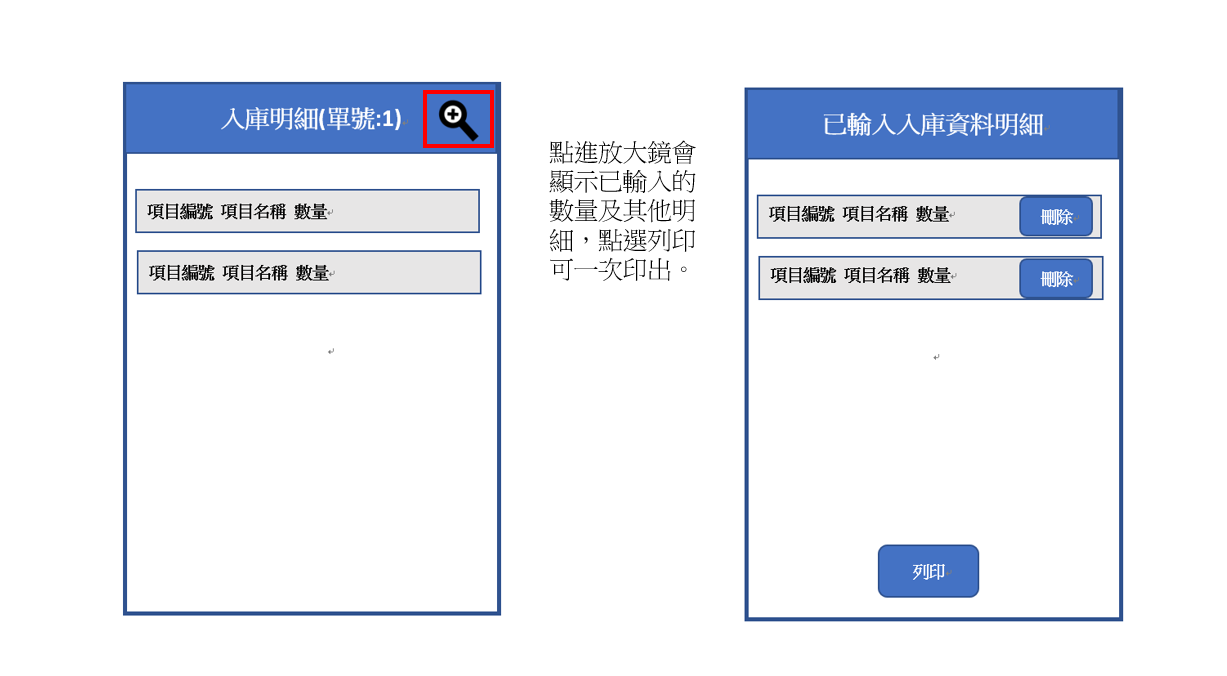 入庫明細(單號:1)
項目編號 項目名稱 數量
項目編號 項目名稱 數量
點進放大鏡會
顯示已輸入的
數量及其他明
細，點選列印
可一次印出。
已輸入入庫資料明細
項目編號 項目名稱 數量 刪除
項目編號 項目名稱 數量 刪除
列印